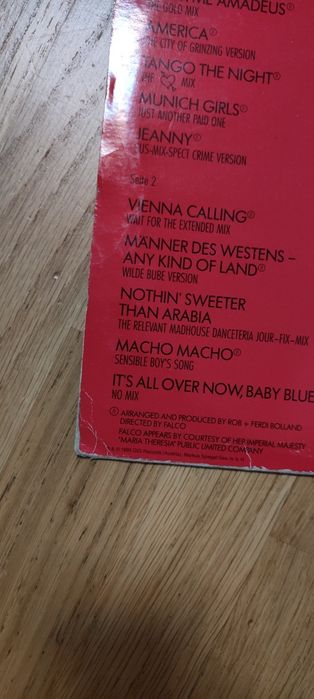 ME AMADEUS®
THE GOLD MIX
AMERICA®
THE CITY OF GRINZING VERSION
TANGO THE NIGHT®
THE MIX
MUNICH GIRLS®
JUST ANOTHER PAID ONE
JEANNY®
SUS-MIX-SPECT CRIME VERSION
Seite 2
VIENNA CALLING®
WAIT FOR THE EXTENDED MIX
MÄNNER DES WESTENS –
ANY KIND OF LAND®
WILDE BUBE VERSION
NOTHIN' SWEETER
THAN ARABIA
THE RELEVANT MADHOUSE DANCETERIA JOUR-FIX-MIX
MACHO MACHO®
SENSIBLE BOY'S SONG
IT'S ALL OVER NOW, BABY BLUE
NO MIX
ARRANGED AND PRODUCED BY ROB + FERDI BOLLAND
DIRECTED BY FALCO
FALCO APPEARS BY COURTESY OF HER IMPERIAL MAJESTY
"MARIA THERESIA" PUBLIC LIMITED COMPANY